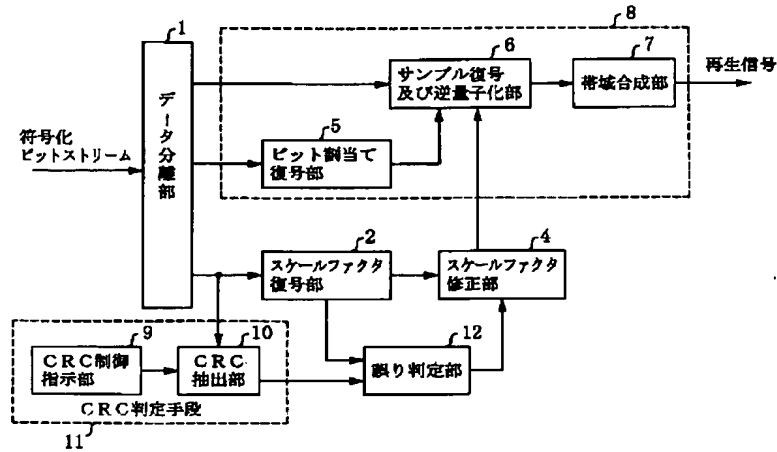 1
8
6
7
サンプル復号
及び逆量子化部
帯域合成部
再生信号
データ分離部
符号化
ビットストリーム
5
ビット割当て
復号部
2
4
スケールファクタ
復号部
スケールファクタ
修正部
9
10
12
CRC制御
指示部
CRC
抽出部
誤り判定部
CRC判定手段
11